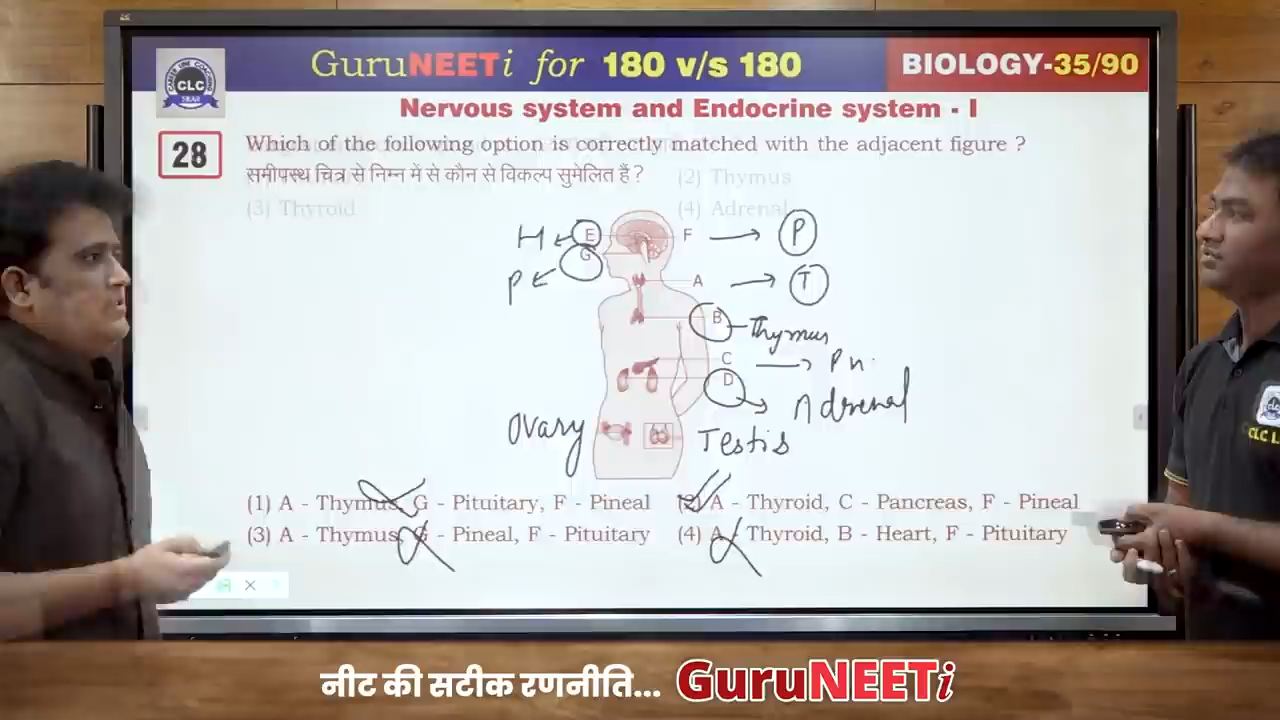 GuruNEETi for 180 v/s 180
BIOLOGY-35/90
CLC
SIKAR
Nervous system and Endocrine system - I
28
Which of the following option is correctly matched with the adjacent figure ?
समीपस्थ चित्र से निम्न में से कौन से विकल्प सुमेलित हैं ?
(2) Thymus
(3) Thyroid
(4) Adrenal
H
E
F
P
G
P
A
T
B
Thymus
C
Pn.
D
Adrenal
Ovary
Testis
(1) A - Thymus, G - Pituitary, F - Pineal
(2) A - Thyroid, C - Pancreas, F - Pineal
(3) A - Thymus, G - Pineal, F - Pituitary
(4) A - Thyroid, B - Heart, F - Pituitary
CLC
नीट की सटीक रणनीति... GuruNEETi